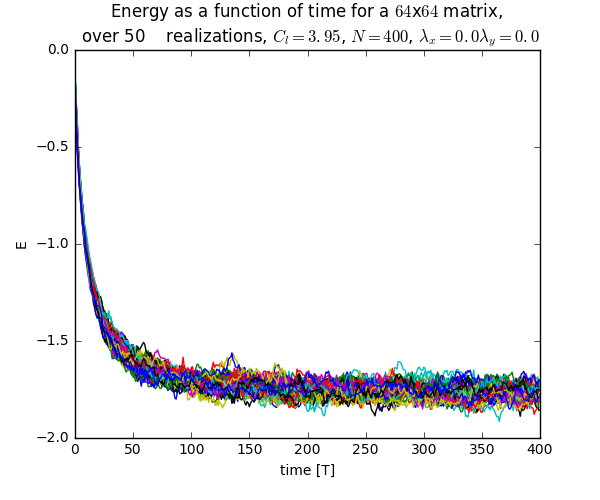 Energy as a function of time for a 64x64 matrix,
over 50    realizations, C_l = 3.95, N = 400, λ_x = 0.0λ_y = 0.0
0.0
−0.5
−1.0
−1.5
−2.0
E
0 50 100 150 200 250 300 350 400
time [T]